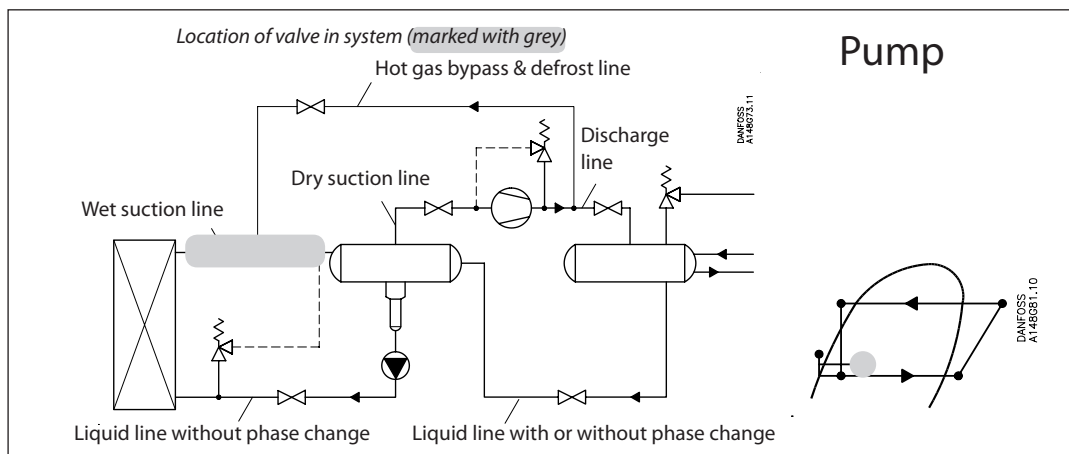 Location of valve in system (marked with grey)
Pump
Hot gas bypass & defrost line
DANFOSS
A148G73.11
Discharge
line
Dry suction line
Wet suction line
DANFOSS
A148G81.10
Liquid line without phase change
Liquid line with or without phase change